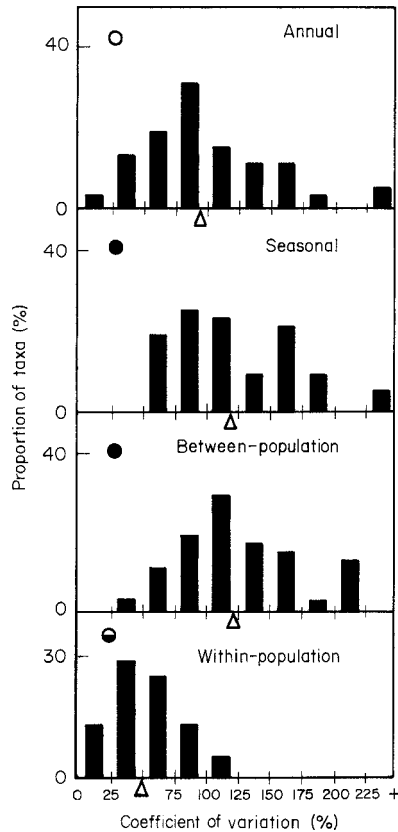 40
Annual
0
40
Seasonal
0
40
Between-population
0
30
Within-population
0
0 25 75 100 125 150 175 200 225 +
Coefficient of variation (%)
Proportion of taxa (%)